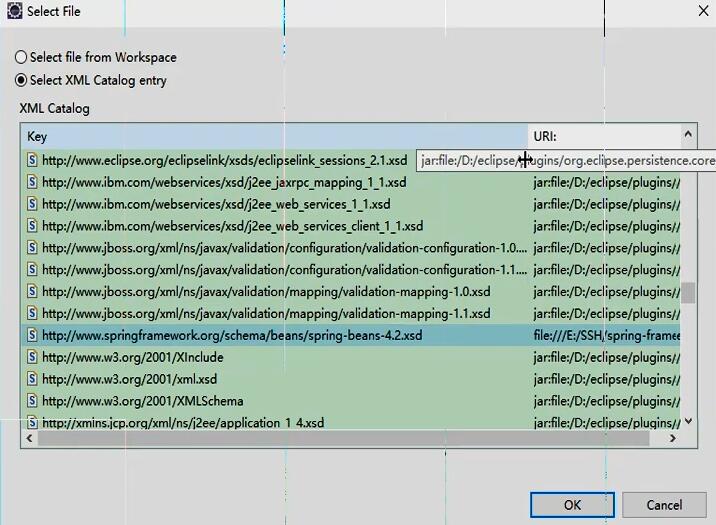 Select File
Select file from Workspace
Select XML Catalog entry
XML Catalog
Key URI:
http://www.eclipse.org/eclipselink/xsds/eclipselink_sessions_2.1.xsd jar:file:/D:/eclipse/plugins/org.eclipse.persistence.core
http://www.ibm.com/webservices/xsd/j2ee_jaxrpc_mapping_1_1.xsd jar:file:/D:/eclipse/plugins//
http://www.ibm.com/webservices/xsd/j2ee_web_services_1_1.xsd jar:file:/D:/eclipse/plugins//
http://www.ibm.com/webservices/xsd/j2ee_web_services_client_1_1.xsd jar:file:/D:/eclipse/plugins//
http://www.jboss.org/xml/ns/javax/validation/configuration/validation-configuration-1.0.... jar:file:/D:/eclipse/plugins//
http://www.jboss.org/xml/ns/javax/validation/configuration/validation-configuration-1.1.... jar:file:/D:/eclipse/plugins//
http://www.jboss.org/xml/ns/javax/validation/mapping/validation-mapping-1.0.xsd jar:file:/D:/eclipse/plugins//
http://www.jboss.org/xml/ns/javax/validation/mapping/validation-mapping-1.1.xsd jar:file:/D:/eclipse/plugins//
http://www.springframework.org/schema/beans/spring-beans-4.2.xsd file:///E:/SSH/spring-frame
http://www.w3.org/2001/XInclude jar:file:/D:/eclipse/plugins//
http://www.w3.org/2001/xml.xsd jar:file:/D:/eclipse/plugins//
http://www.w3.org/2001/XMLSchema jar:file:/D:/eclipse/plugins//
http://xmlns.jcp.org/xml/ns/j2ee/application_1_4.xsd jar:file:/D:/eclipse/plugins//
OK Cancel